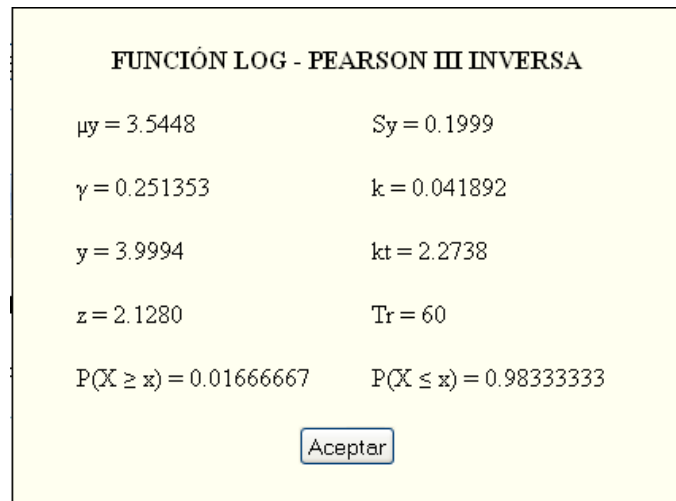 FUNCIÓN LOG - PEARSON III INVERSA
μy = 3.5448 Sy = 0.1999
γ = 0.251353 k = 0.041892
y = 3.9994 kt = 2.2738
z = 2.1280 Tr = 60
P(X ≥ x) = 0.01666667 P(X ≤ x) = 0.98333333
Aceptar